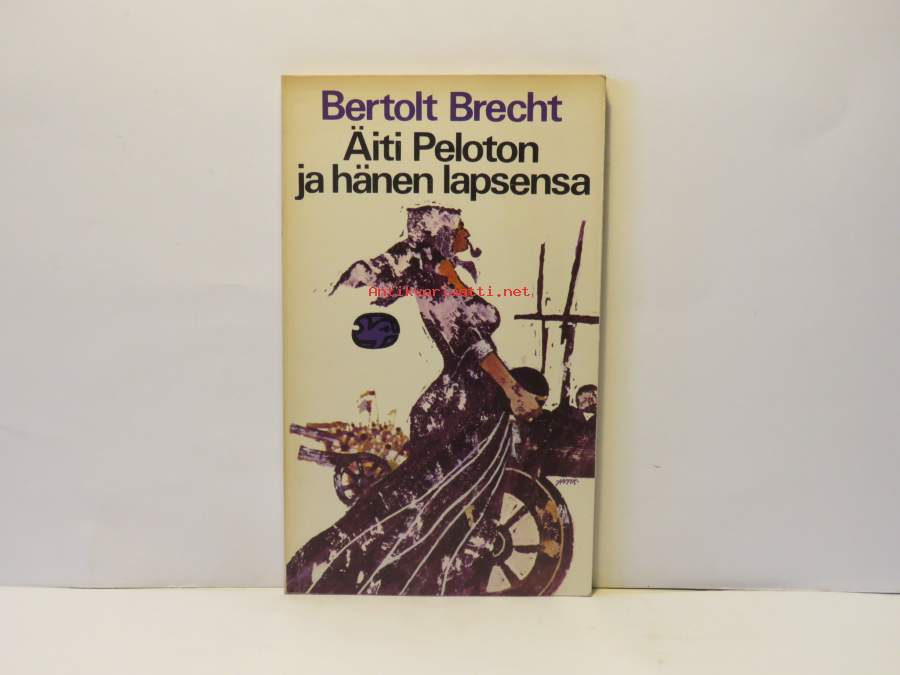 Bertolt Brecht
Äiti Peloton
ja hänen lapsensa
Antikvariaatti.net